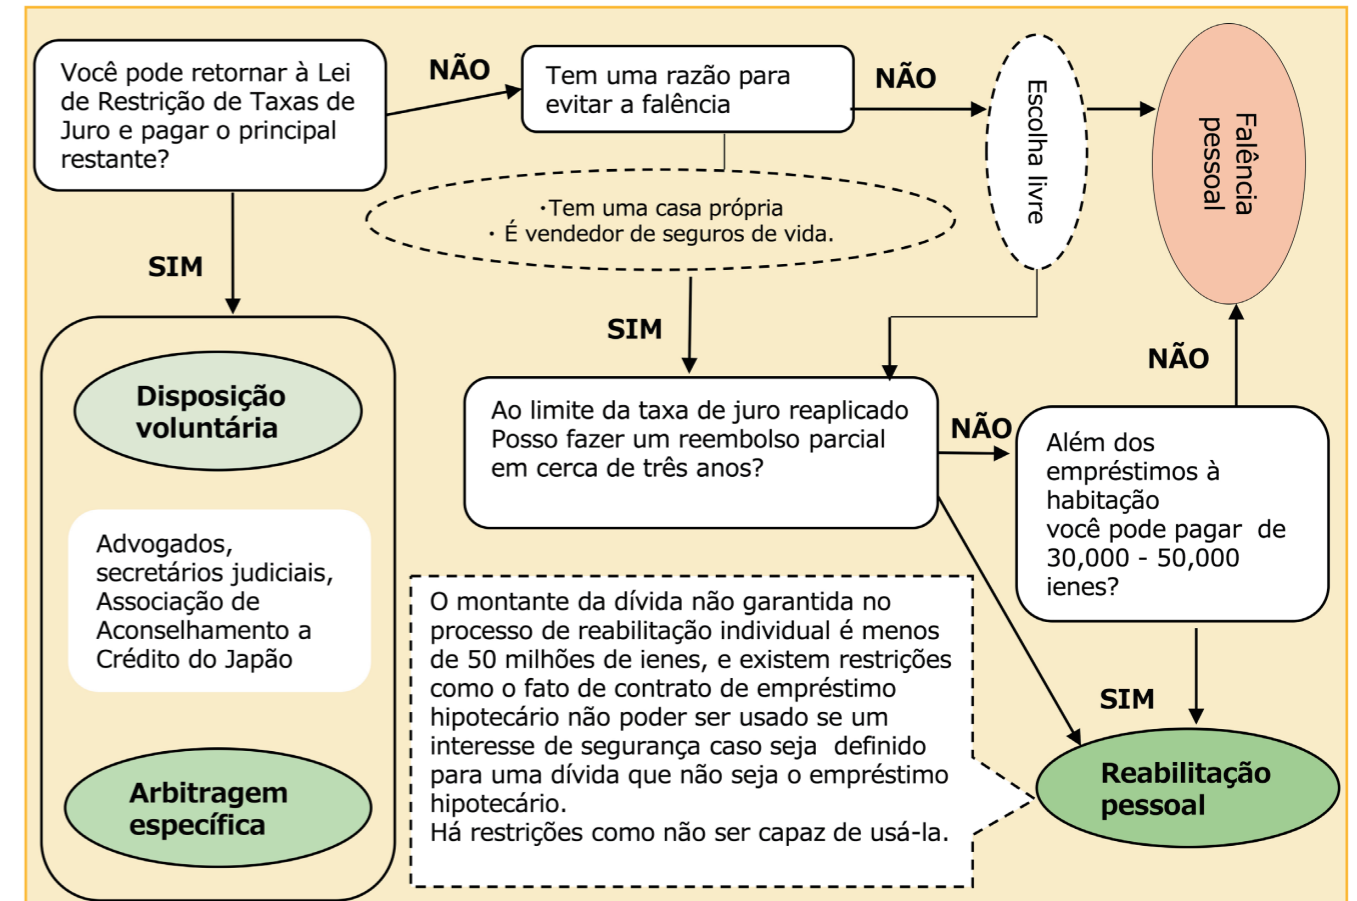 Você pode retornar à Lei
de Restrição de Taxas de
Juro e pagar o principal
restante?
NÃO
Tem uma razão para
evitar a falência
NÃO
Escolha livre
Falência
pessoal
・Tem uma casa própria
・ É vendedor de seguros de vida.
SIM
SIM
NÃO
Disposição
voluntária
Ao limite da taxa de juro reaplicado
Posso fazer um reembolso parcial
em cerca de três anos?
NÃO
Além dos
empréstimos à
habitação
você pode pagar  de
30,000 - 50,000
ienes?
Advogados,
secretários judiciais,
Associação de
Aconselhamento a
Crédito do Japão
O montante da dívida não garantida no
processo de reabilitação individual é menos
de 50 milhões de ienes, e existem restrições
como o fato de contrato de empréstimo
hipotecário não poder ser usado se um
interesse de segurança caso seja  definido
para uma dívida que não seja o empréstimo
hipotecário.
Há restrições como não ser capaz de usá-la.
SIM
Arbitragem
específica
Reabilitação
pessoal